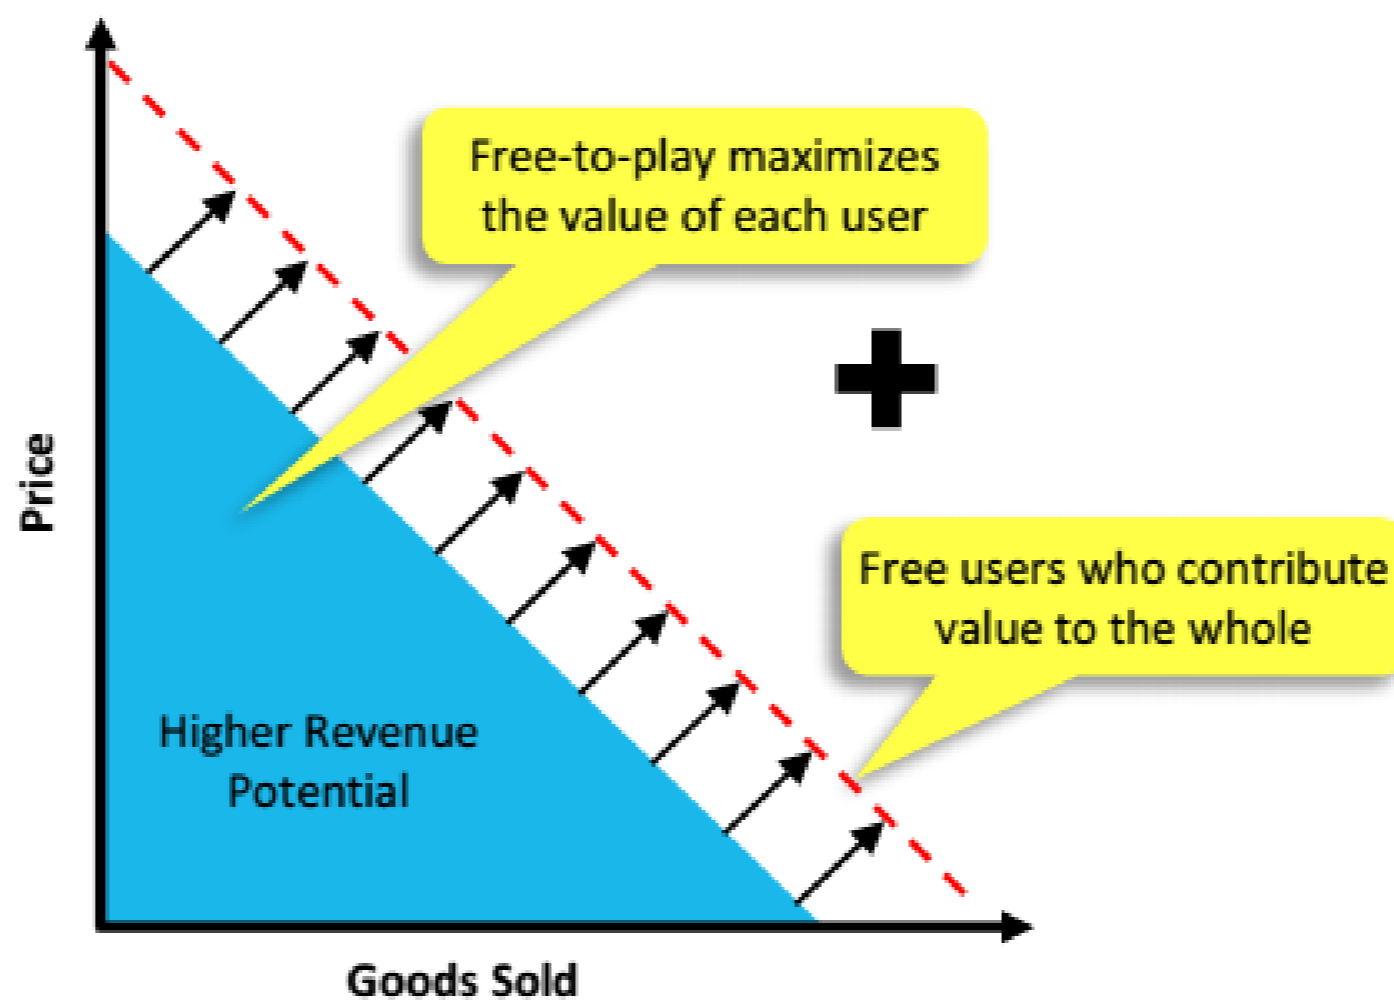 Free-to-play maximizes
the value of each user
Price
Free users who contribute
value to the whole
Higher Revenue
Potential
Goods Sold